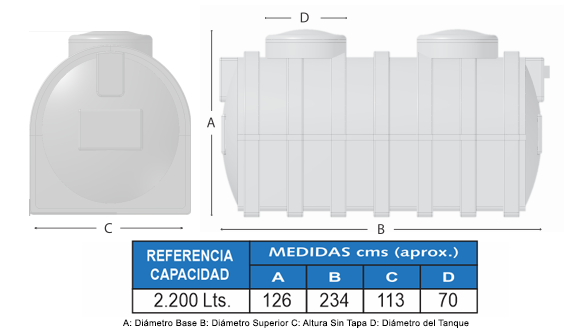 D
A
C
B
REFERENCIA CAPACIDAD MEDIDAS cms (aprox.)
A B C D
2.200 Lts. 126 234 113 70
A: Diámetro Base B: Diámetro Superior C: Altura Sin Tapa D: Diámetro del Tanque